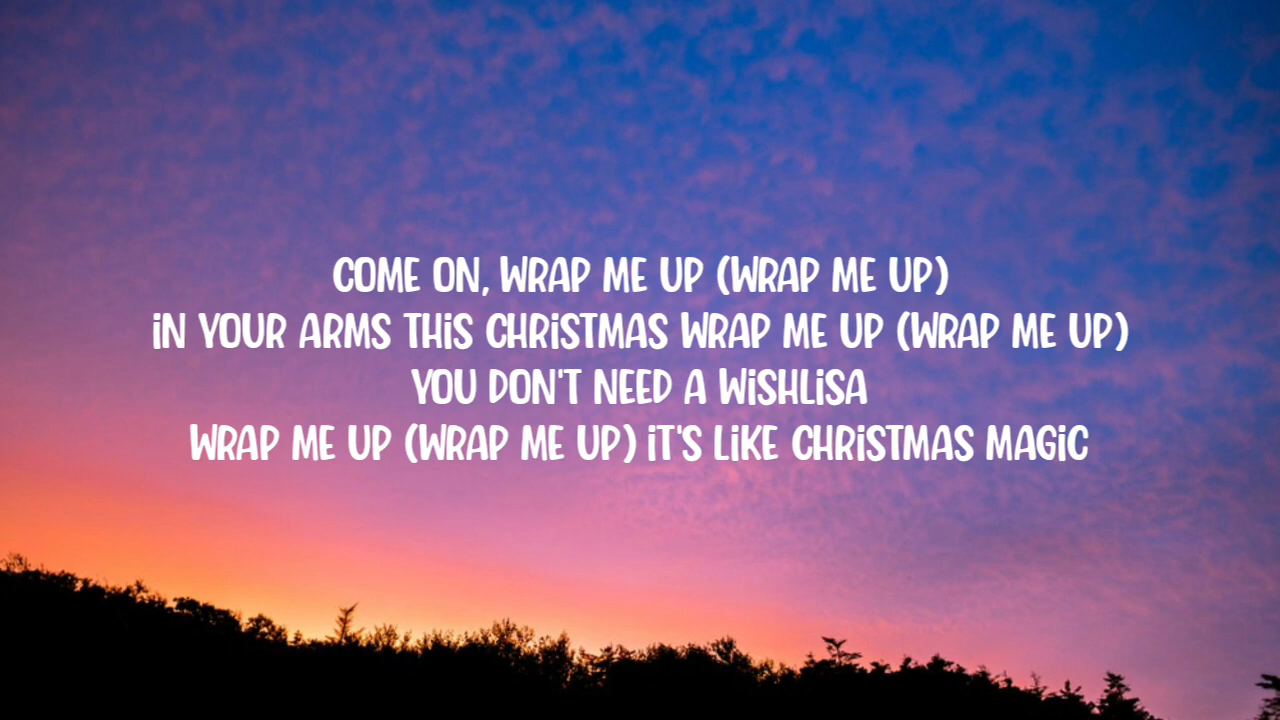 COME ON, WRAP ME UP (WRAP ME UP)
iN YOUR ARMS THiS CHRiSTMAS WRAP ME UP (WRAP ME UP)
YOU DON'T NEED A WiSHLiSA
WRAP ME UP (WRAP ME UP) iT'S LiKE CHRiSTMAS MAGiC